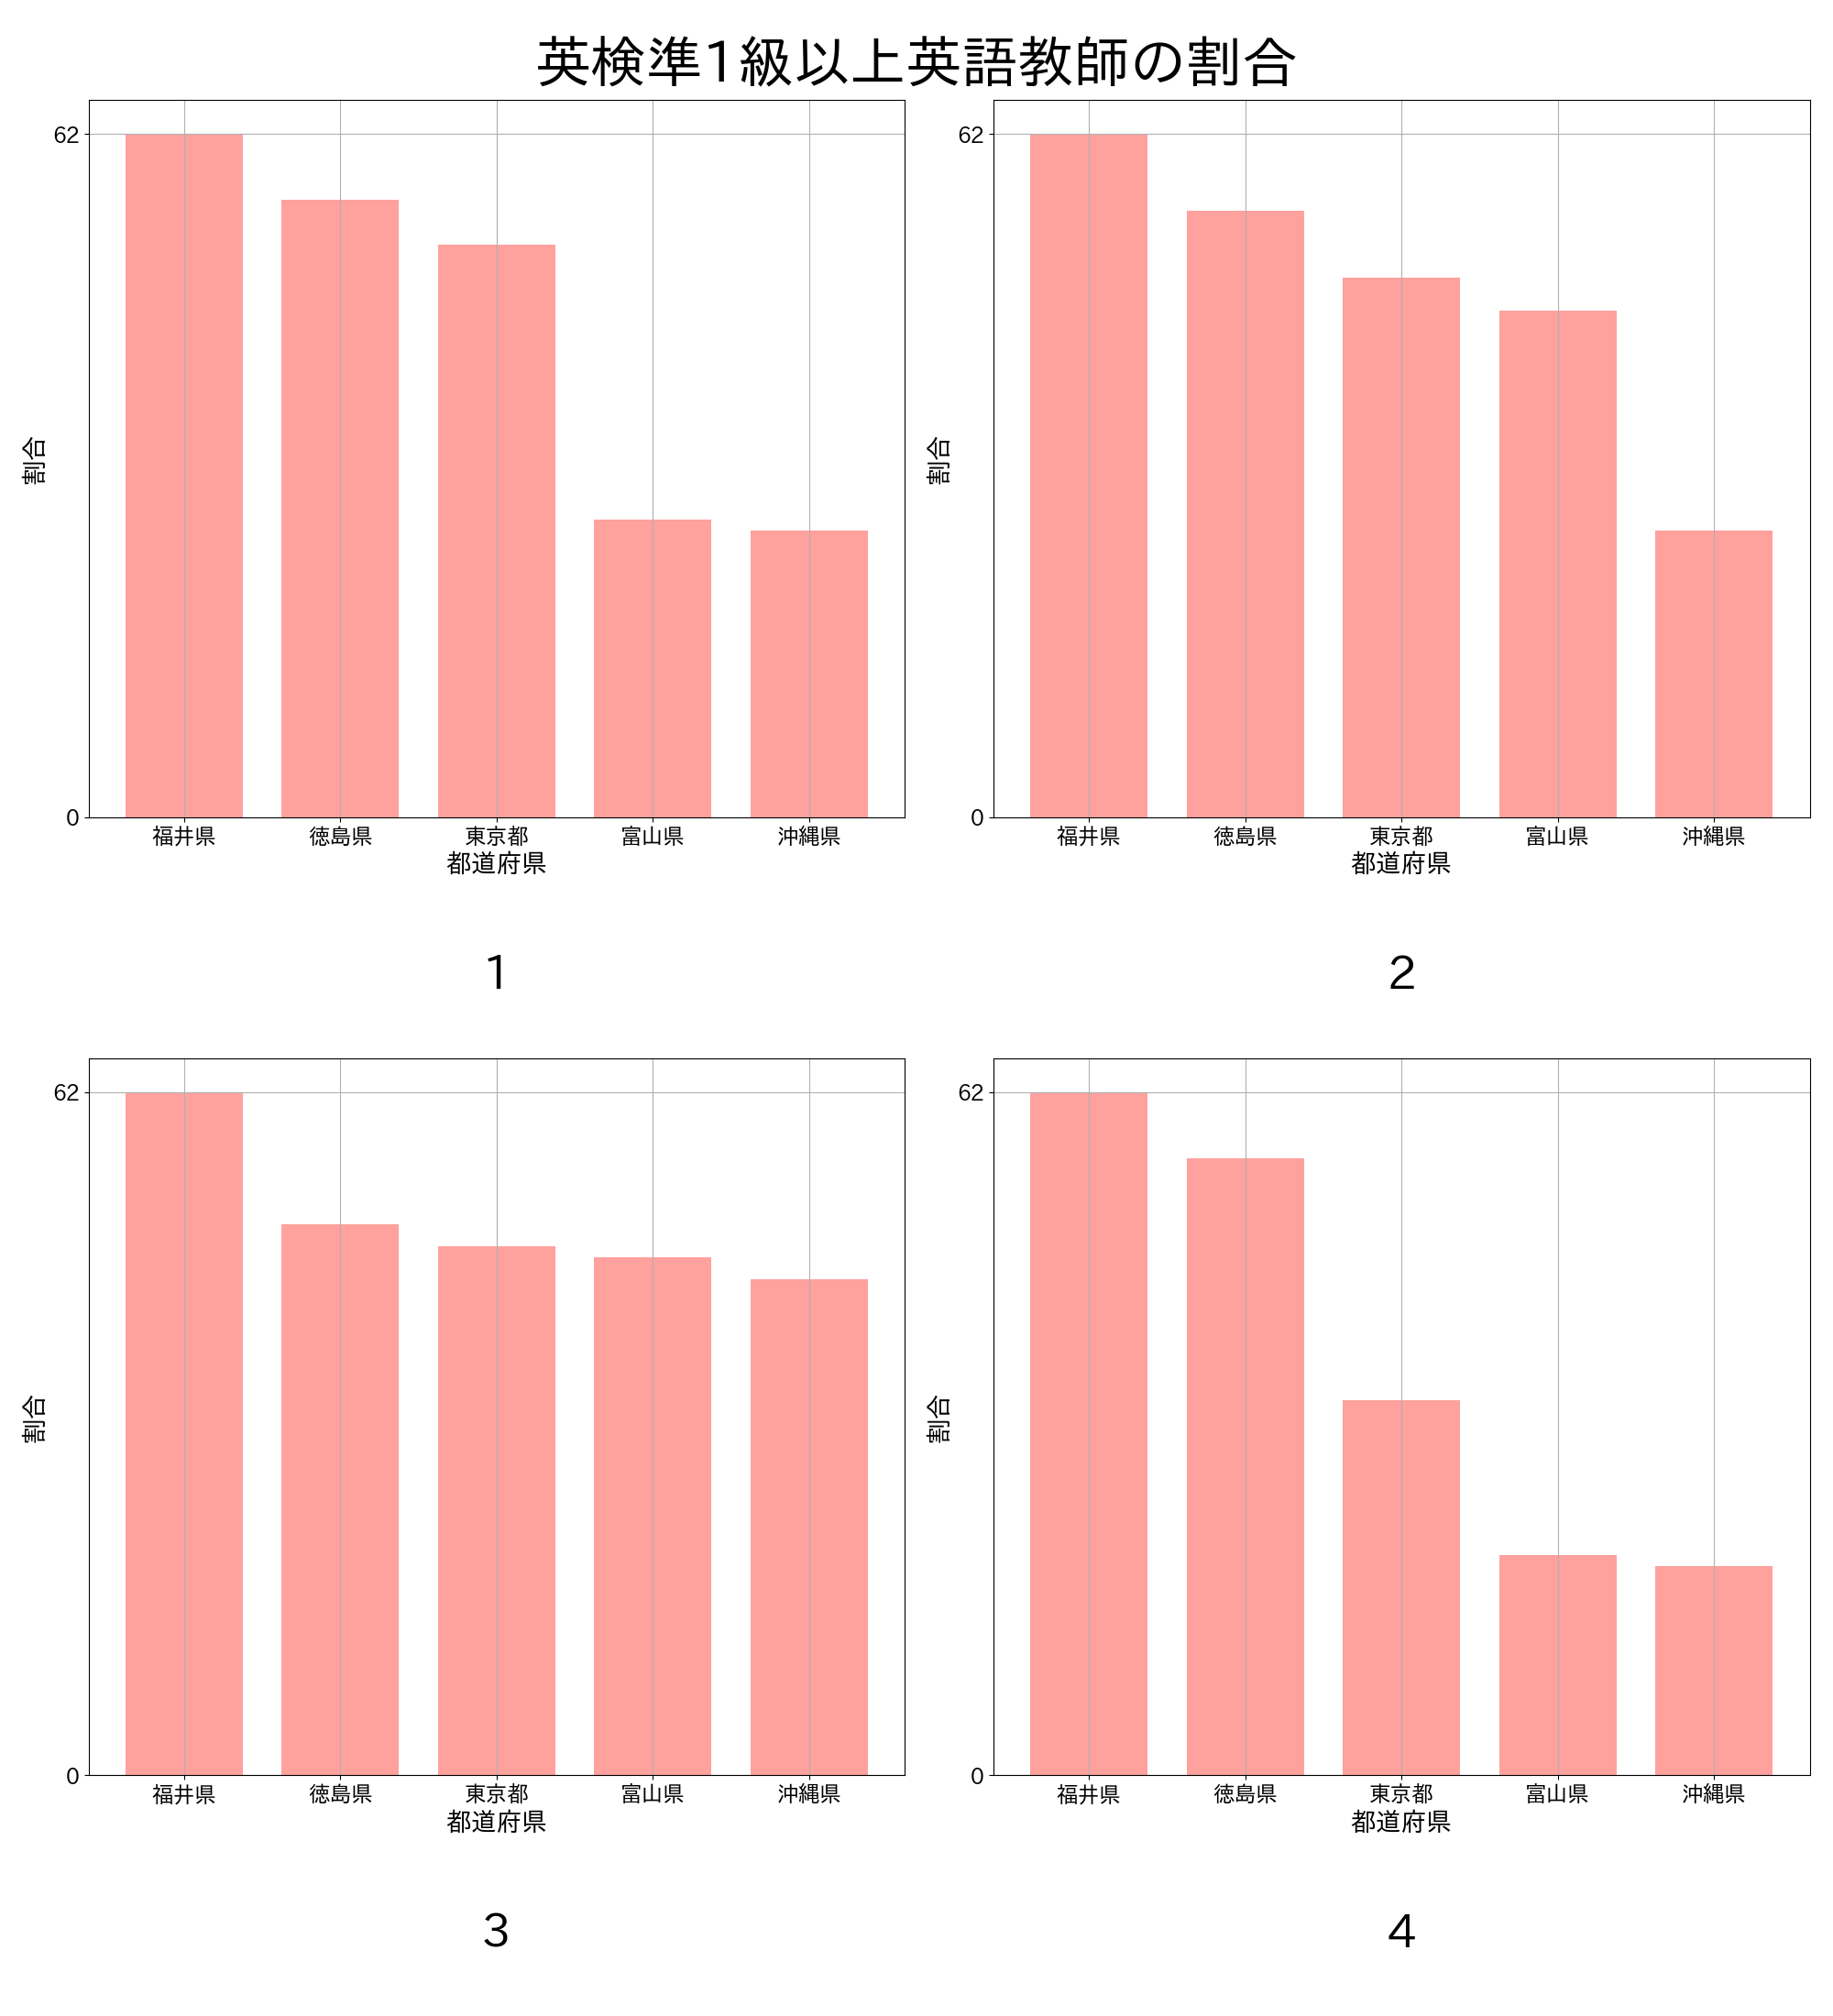 英検準1級以上英語教師の割合
62
0
割合
福井県 徳島県 東京都 富山県 沖縄県
都道府県
1
62
0
割合
福井県 徳島県 東京都 富山県 沖縄県
都道府県
2
62
0
割合
福井県 徳島県 東京都 富山県 沖縄県
都道府県
3
62
0
割合
福井県 徳島県 東京都 富山県 沖縄県
都道府県
4